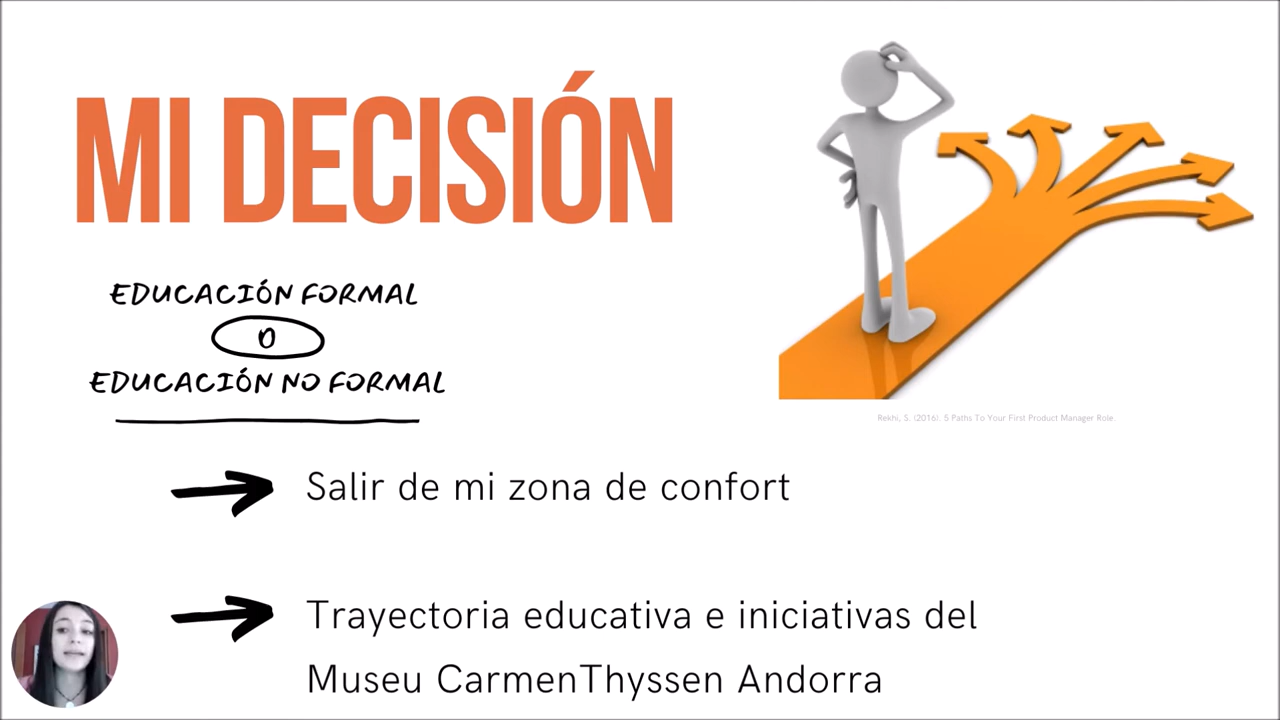 MI DECISIÓN
EDUCACIÓN FORMAL
O
EDUCACIÓN NO FORMAL
Rekhi, S. (2016). 5 Paths To Your First Product Manager Role.
Salir de mi zona de confort
Trayectoria educativa e iniciativas del
Museu CarmenThyssen Andorra